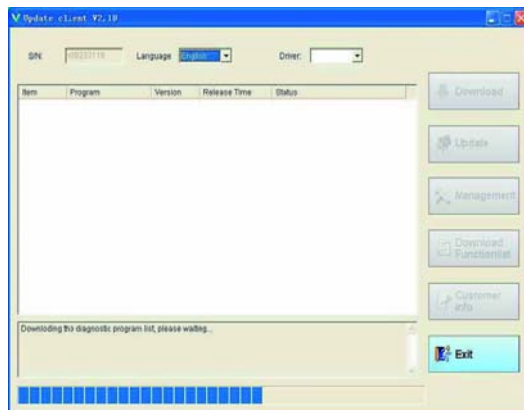 Update client V2.10
S/N:
Language English
Driver:
Item Program Version Release Time Status
Download
Update
Management
Download
Functionlist
Customer
info
Downloding the diagnostic program list, please waiting...
Exit